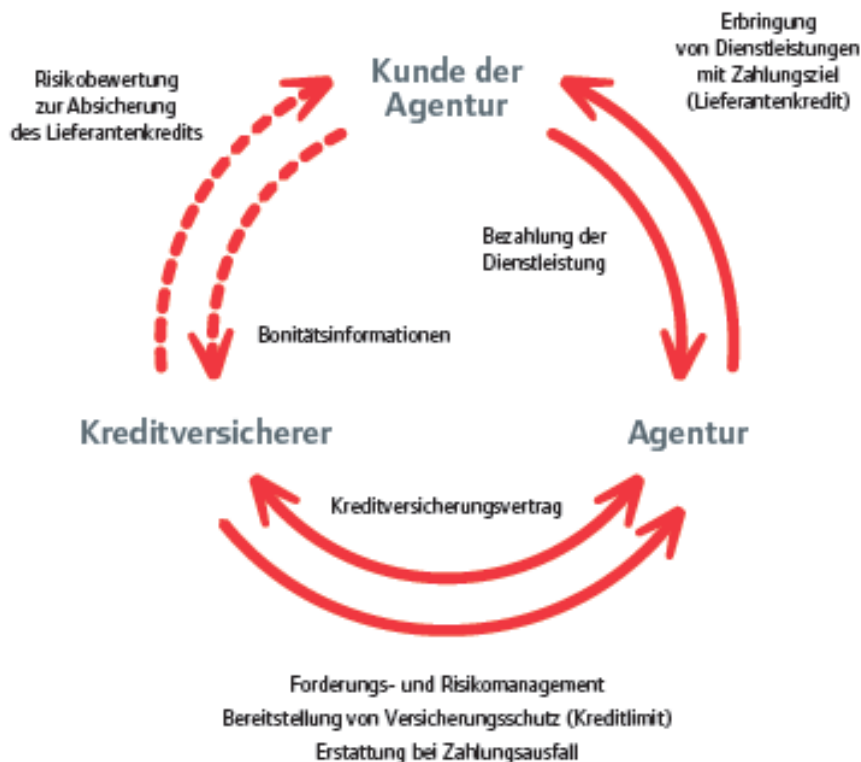 Erbringung
von Dienstleistungen
mit Zahlungsziel
(Lieferantenkredit)
Risikobewertung
zur Absicherung
des Lieferantenkredits
Kunde der
Agentur
Bezahlung der
Dienstleistung
Bonitätsinformationen
Kreditversicherer
Agentur
Kreditversicherungsvertrag
Forderungs- und Risikomanagement
Bereitstellung von Versicherungsschutz (Kreditlimit)
Erstattung bei Zahlungsausfall